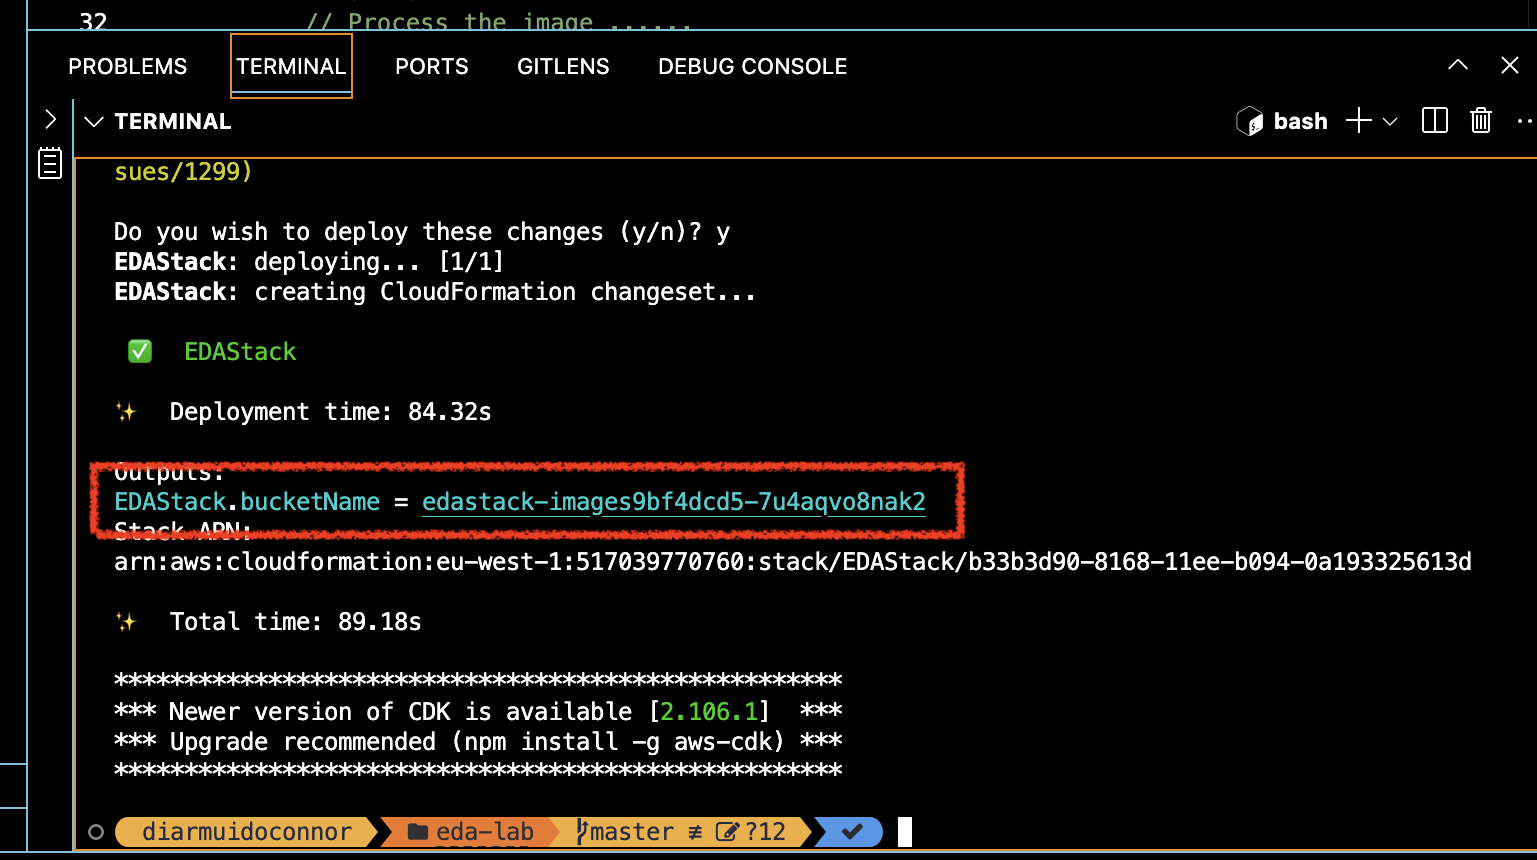 32 // Process the image ......
PROBLEMS TERMINAL PORTS GITLENS DEBUG CONSOLE
TERMINAL bash
sues/1299)
Do you wish to deploy these changes (y/n)? y
EDAStack: deploying... [1/1]
EDAStack: creating CloudFormation changeset...
✅ EDAStack
✨ Deployment time: 84.32s
Outputs:
EDAStack.bucketName = edastack-images9bf4dcd5-7u4aqvo8nak2
Stack ARN:
arn:aws:cloudformation:eu-west-1:517039770760:stack/EDAStack/b33b3d90-8168-11ee-b094-0a193325613d
✨ Total time: 89.18s
****************************************************
*** Newer version of CDK is available [2.106.1] ***
*** Upgrade recommended (npm install -g aws-cdk) ***
****************************************************
diarmuidoconnor eda-lab master ≢ ?12 ✔